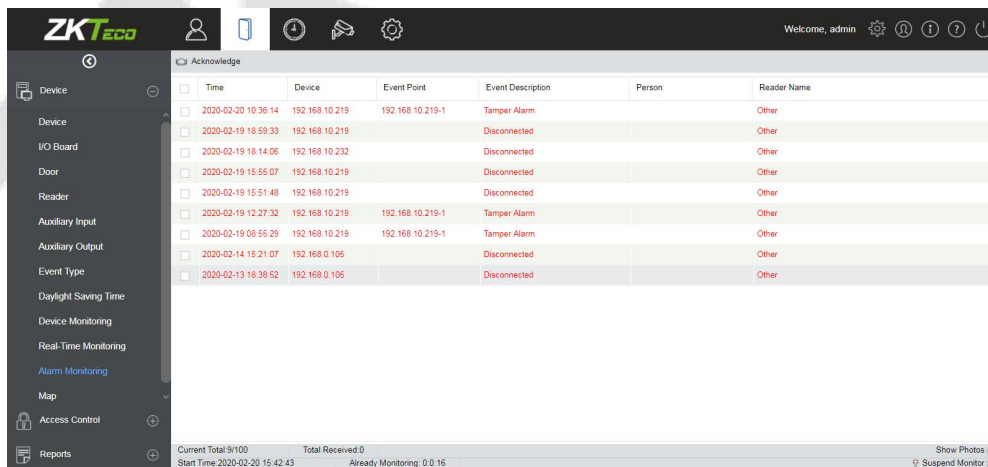 ZKTECO
Welcome, admin
Acknowledge
Device
Device
I/O Board
Door
Reader
Auxiliary Input
Auxiliary Output
Event Type
Daylight Saving Time
Device Monitoring
Real-Time Monitoring
Alarm Monitoring
Map
Access Control
Reports
Time Device Event Point Event Description Person Reader Name
2020-02-20 10:36:14 192.168.10.219 192.168.10.219-1 Tamper Alarm Other
2020-02-19 18:59:33 192.168.10.219 Disconnected Other
2020-02-19 18:14:06 192.168.10.232 Disconnected Other
2020-02-19 15:55:07 192.168.10.219 Disconnected Other
2020-02-19 15:51:48 192.168.10.219 Disconnected Other
2020-02-19 12:27:32 192.168.10.219 192.168.10.219-1 Tamper Alarm Other
2020-02-19 08:55:29 192.168.10.219 192.168.10.219-1 Tamper Alarm Other
2020-02-14 15:21:07 192.168.0.105 Disconnected Other
2020-02-13 18:38:52 192.168.0.105 Disconnected Other
Current Total:9/100 Total Received:0 Show Photos
Start Time:2020-02-20 15:42:43 Already Monitoring: 0:0:16 Suspend Monitor